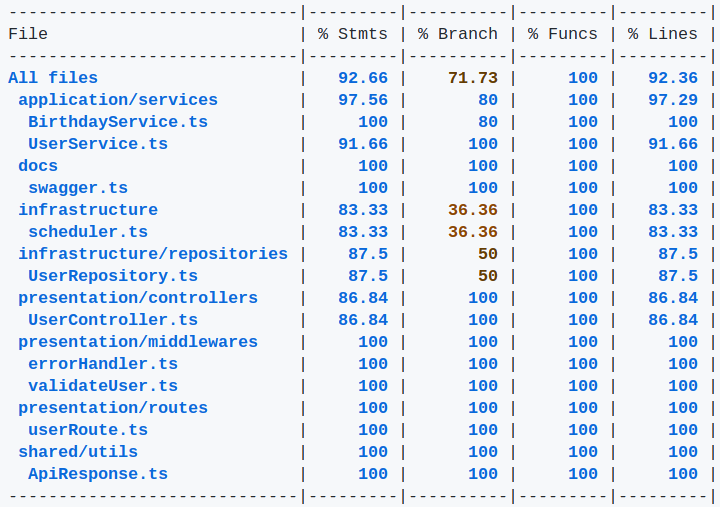 -----------------------------|---------|----------|---------|---------|
File                         | % Stmts | % Branch | % Funcs | % Lines |
-----------------------------|---------|----------|---------|---------|
All files                    |   92.66 |    71.73 |     100 |   92.36 |
 application/services        |   97.56 |       80 |     100 |   97.29 |
  BirthdayService.ts         |     100 |       80 |     100 |     100 |
  UserService.ts             |   91.66 |      100 |     100 |   91.66 |
 docs                        |     100 |      100 |     100 |     100 |
  swagger.ts                 |     100 |      100 |     100 |     100 |
 infrastructure              |   83.33 |    36.36 |     100 |   83.33 |
  scheduler.ts               |   83.33 |    36.36 |     100 |   83.33 |
 infrastructure/repositories |    87.5 |       50 |     100 |    87.5 |
  UserRepository.ts          |    87.5 |       50 |     100 |    87.5 |
 presentation/controllers    |   86.84 |      100 |     100 |   86.84 |
  UserController.ts          |   86.84 |      100 |     100 |   86.84 |
 presentation/middlewares    |     100 |      100 |     100 |     100 |
  errorHandler.ts            |     100 |      100 |     100 |     100 |
  validateUser.ts            |     100 |      100 |     100 |     100 |
 presentation/routes         |     100 |      100 |     100 |     100 |
  userRoute.ts               |     100 |      100 |     100 |     100 |
 shared/utils                |     100 |      100 |     100 |     100 |
  ApiResponse.ts             |     100 |      100 |     100 |     100 |
-----------------------------|---------|----------|---------|---------|